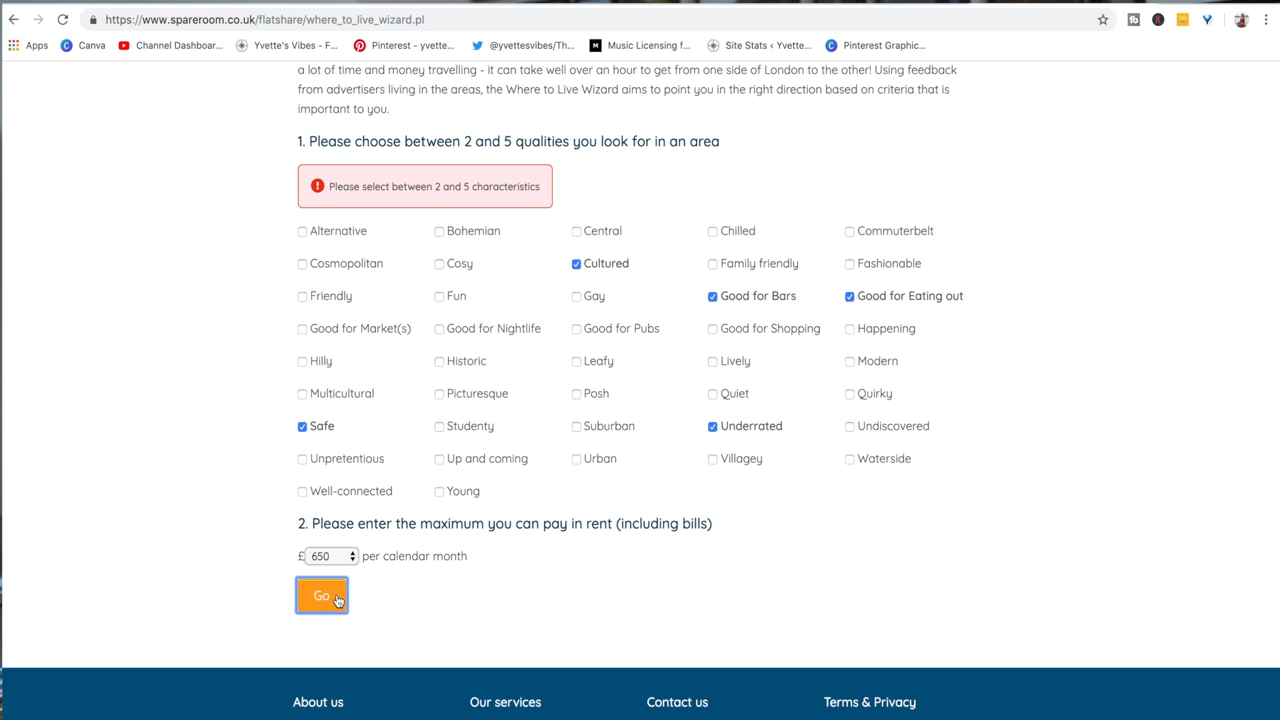 https://www.spareroom.co.uk/flatshare/where_to_live_wizard.pl
Apps Canva Channel Dashboar... Yvette's Vibes - F... Pinterest - yvette... @yvettesvibes/Th... Music Licensing f... Site Stats ‹ Yvette... Pinterest Graphic...
a lot of time and money travelling - it can take well over an hour to get from one side of London to the other! Using feedback
from advertisers living in the areas, the Where to Live Wizard aims to point you in the right direction based on criteria that is
important to you.
1. Please choose between 2 and 5 qualities you look for in an area
Please select between 2 and 5 characteristics
Alternative Bohemian Central Chilled Commuterbelt
Cosmopolitan Cosy Cultured Family friendly Fashionable
Friendly Fun Gay Good for Bars Good for Eating out
Good for Market(s) Good for Nightlife Good for Pubs Good for Shopping Happening
Hilly Historic Leafy Lively Modern
Multicultural Picturesque Posh Quiet Quirky
Safe Studenty Suburban Underrated Undiscovered
Unpretentious Up and coming Urban Villagey Waterside
Well-connected Young
2. Please enter the maximum you can pay in rent (including bills)
£ 650 per calendar month
Go
About us Our services Contact us Terms & Privacy